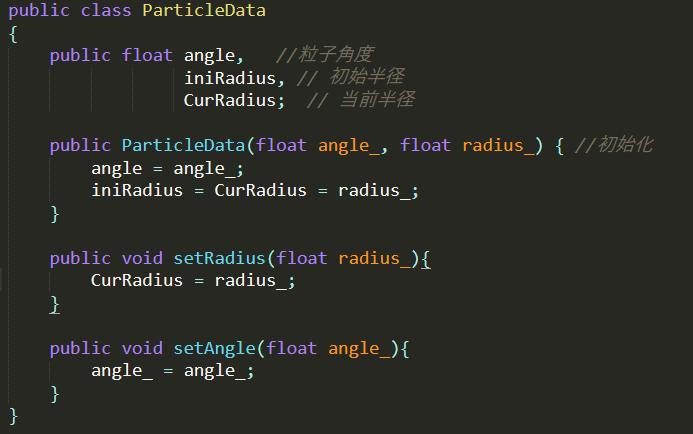 public class ParticleData
{
    public float angle,   //粒子角度
                 iniRadius, // 初始半径
                 CurRadius;  // 当前半径

    public ParticleData(float angle_, float radius_) { //初始化
        angle = angle_;
        iniRadius = CurRadius = radius_;
    }

    public void setRadius(float radius_){
        CurRadius = radius_;
    }

    public void setAngle(float angle_){
        angle_ = angle_;
    }
}